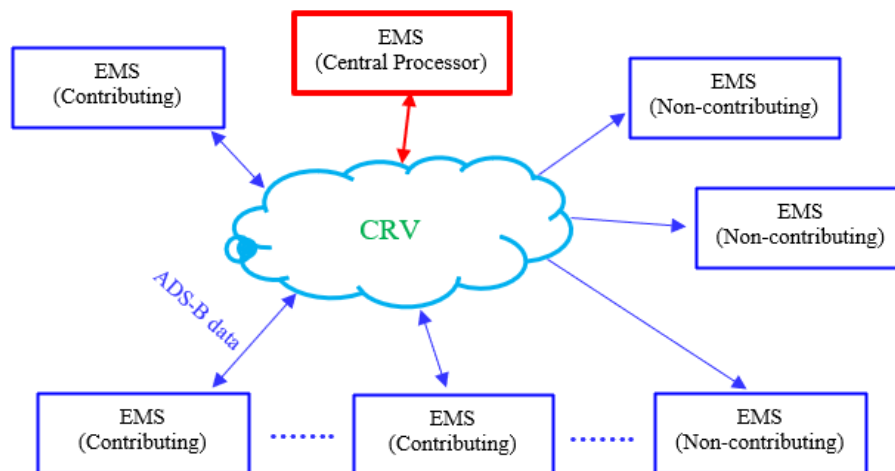 EMS
(Central Processor)
EMS
(Contributing)
EMS
(Non-contributing)
EMS
(Non-contributing)
CRV
ADS-B data
EMS
(Contributing)
EMS
(Contributing)
EMS
(Non-contributing)